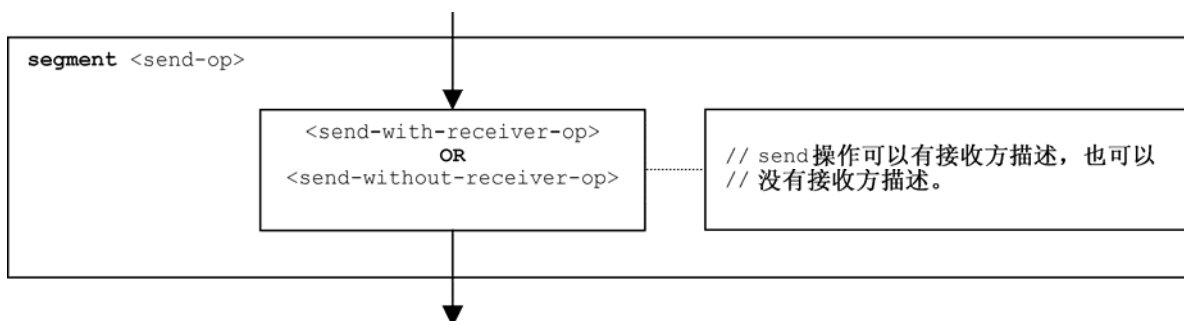 segment <send-op>
<send-with-receiver-op>
OR
<send-without-receiver-op>
// send操作可以有接收方描述，也可以
// 没有接收方描述。